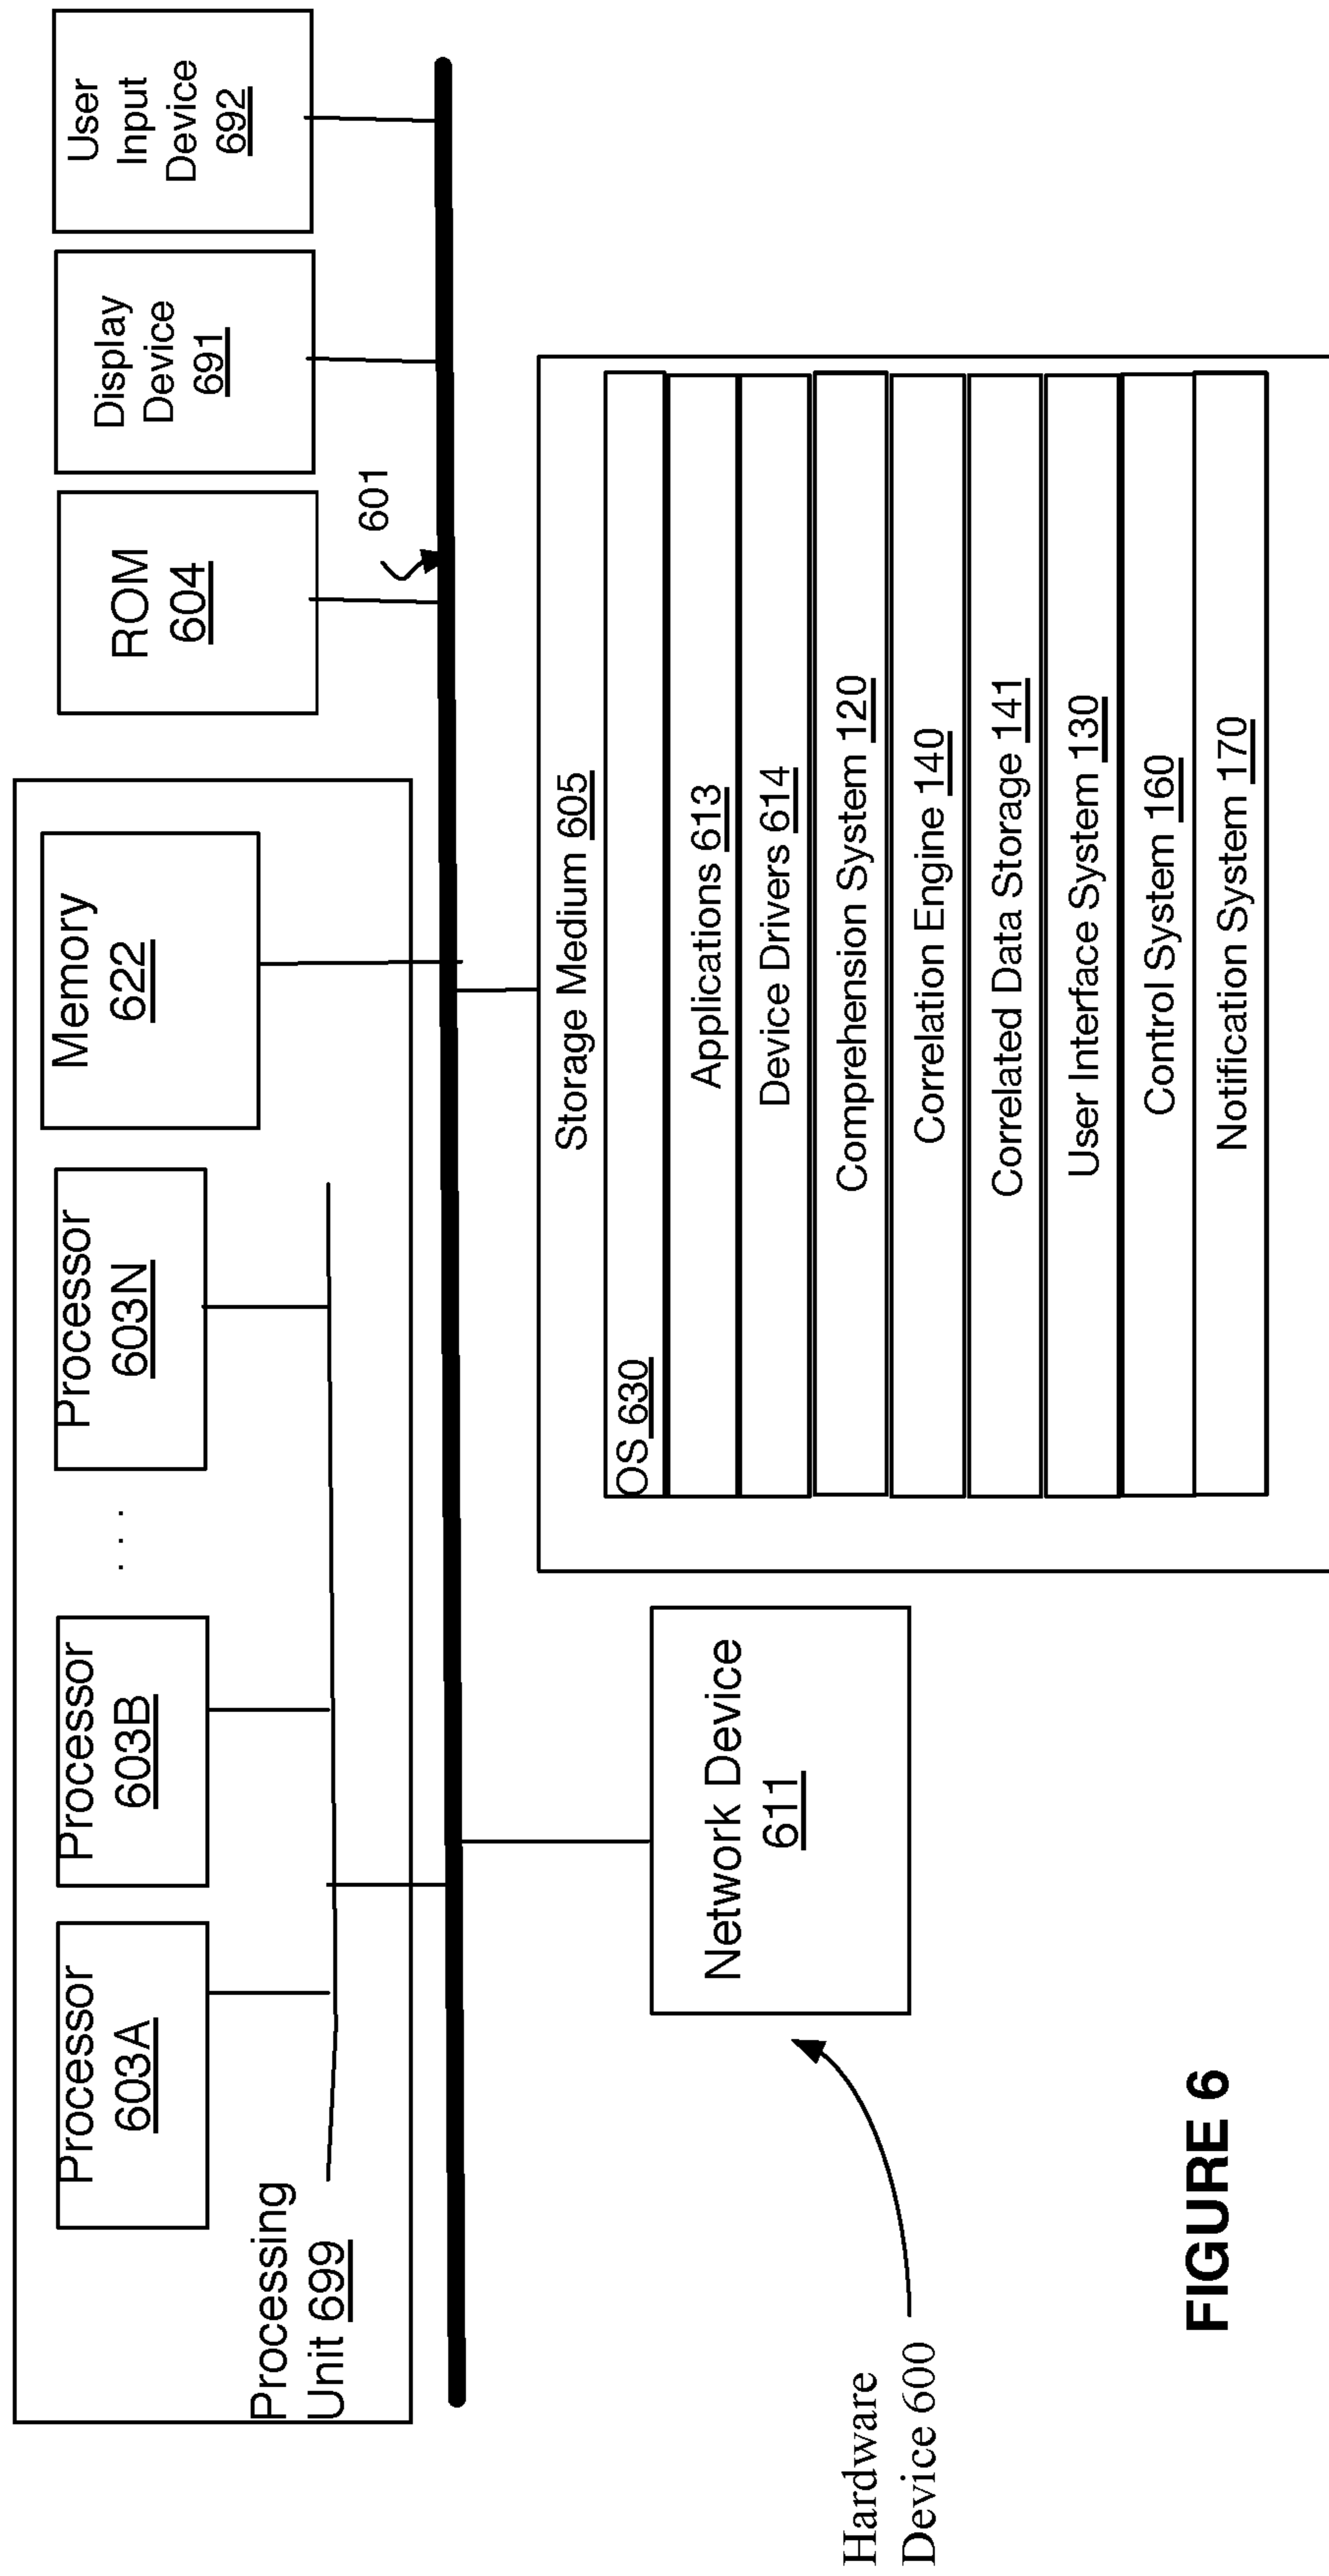 Processor
603A
Processor
603B
. . .
Processor
603N
Memory
622
ROM
604
Display
Device
691
User
Input
Device
692
Processing
Unit 699
601
Network Device
611
Storage Medium 605
OS 630
Applications 613
Device Drivers 614
Comprehension System 120
Correlation Engine 140
Correlated Data Storage 141
User Interface System 130
Control System 160
Notification System 170
Hardware
Device 600
FIGURE 6